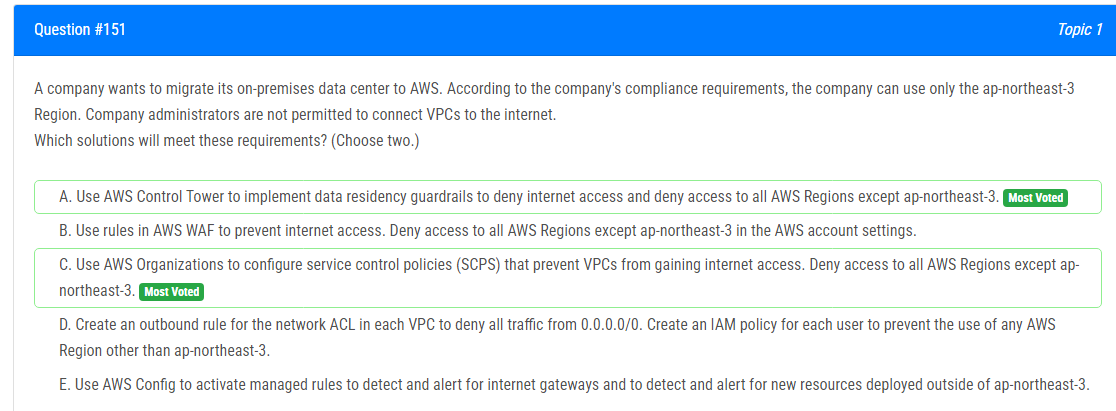 Question #151
Topic 1
A company wants to migrate its on-premises data center to AWS. According to the company's compliance requirements, the company can use only the ap-northeast-3
Region. Company administrators are not permitted to connect VPCs to the internet.
Which solutions will meet these requirements? (Choose two.)
A. Use AWS Control Tower to implement data residency guardrails to deny internet access and deny access to all AWS Regions except ap-northeast-3. Most Voted
B. Use rules in AWS WAF to prevent internet access. Deny access to all AWS Regions except ap-northeast-3 in the AWS account settings.
C. Use AWS Organizations to configure service control policies (SCPS) that prevent VPCs from gaining internet access. Deny access to all AWS Regions except ap-
northeast-3. Most Voted
D. Create an outbound rule for the network ACL in each VPC to deny all traffic from 0.0.0.0/0. Create an IAM policy for each user to prevent the use of any AWS
Region other than ap-northeast-3.
E. Use AWS Config to activate managed rules to detect and alert for internet gateways and to detect and alert for new resources deployed outside of ap-northeast-3.